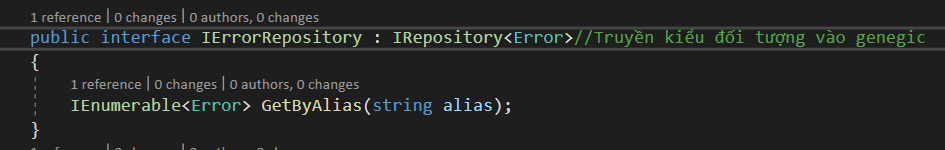 1 reference | 0 changes | 0 authors, 0 changes
public interface IErrorRepository : IRepository<Error>//Truyền kiểu đối tượng vào genegic
{
1 reference | 0 changes | 0 authors, 0 changes
IEnumerable<Error> GetByAlias(string alias);
}